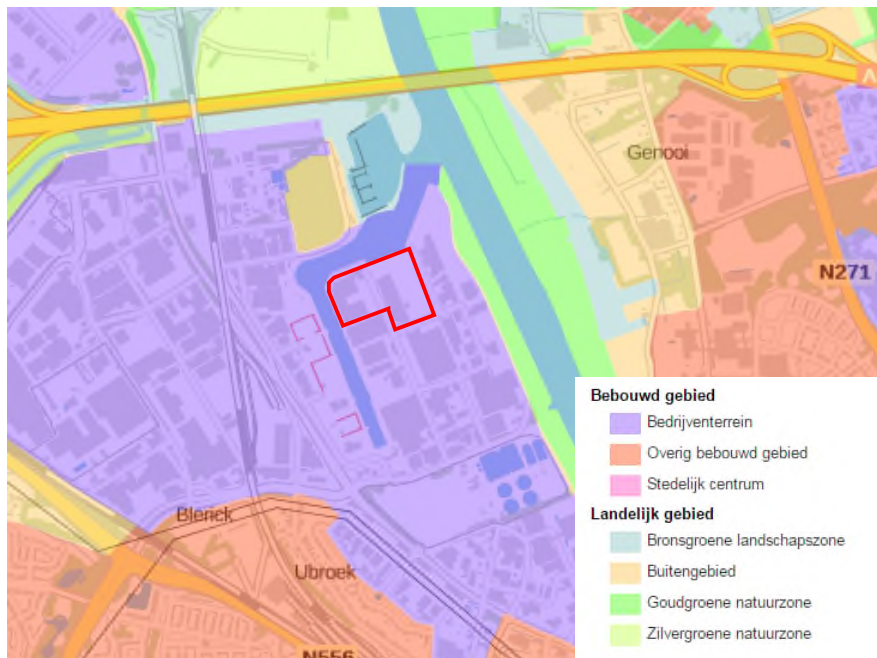 A
Genooi
N271
Blerick
Ubroek
N556
Bebouwd gebied
Bedrijventerrein
Overig bebouwd gebied
Stedelijk centrum
Landelijk gebied
Bronsgroene landschapszone
Buitengebied
Goudgroene natuurzone
Zilvergroene natuurzone